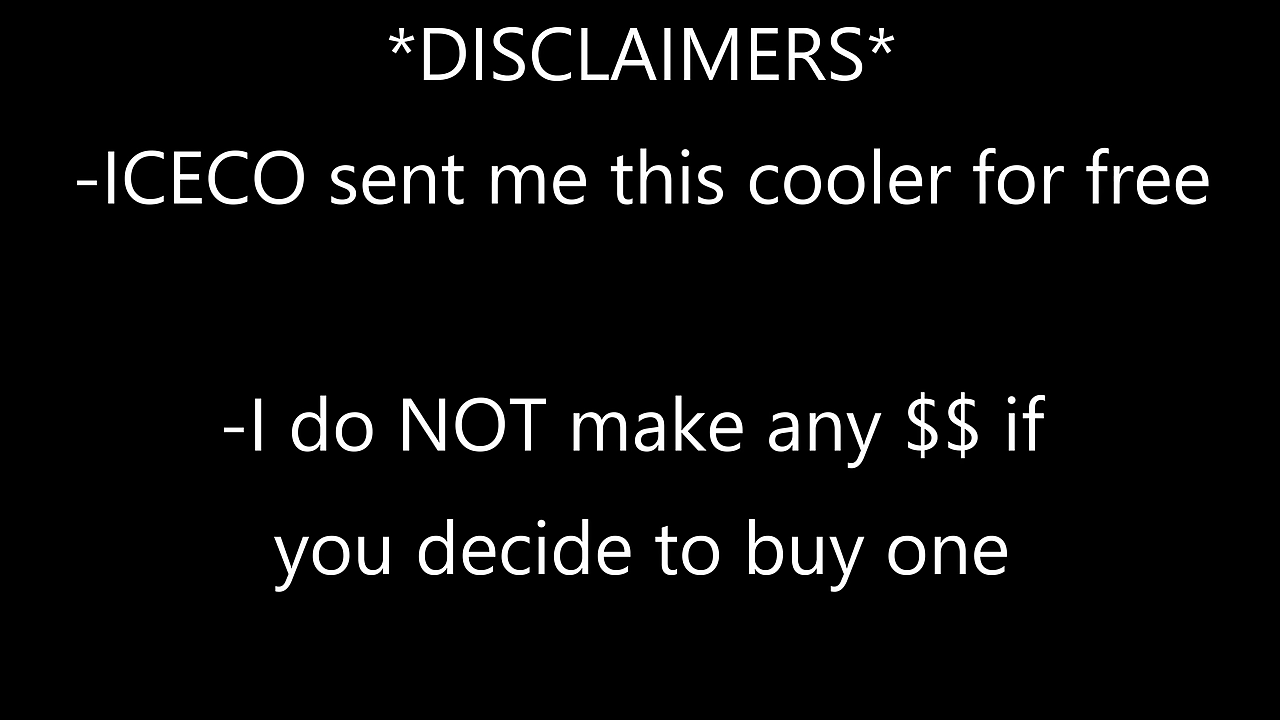 *DISCLAIMERS*
-ICECO sent me this cooler for free
-I do NOT make any $$ if
you decide to buy one